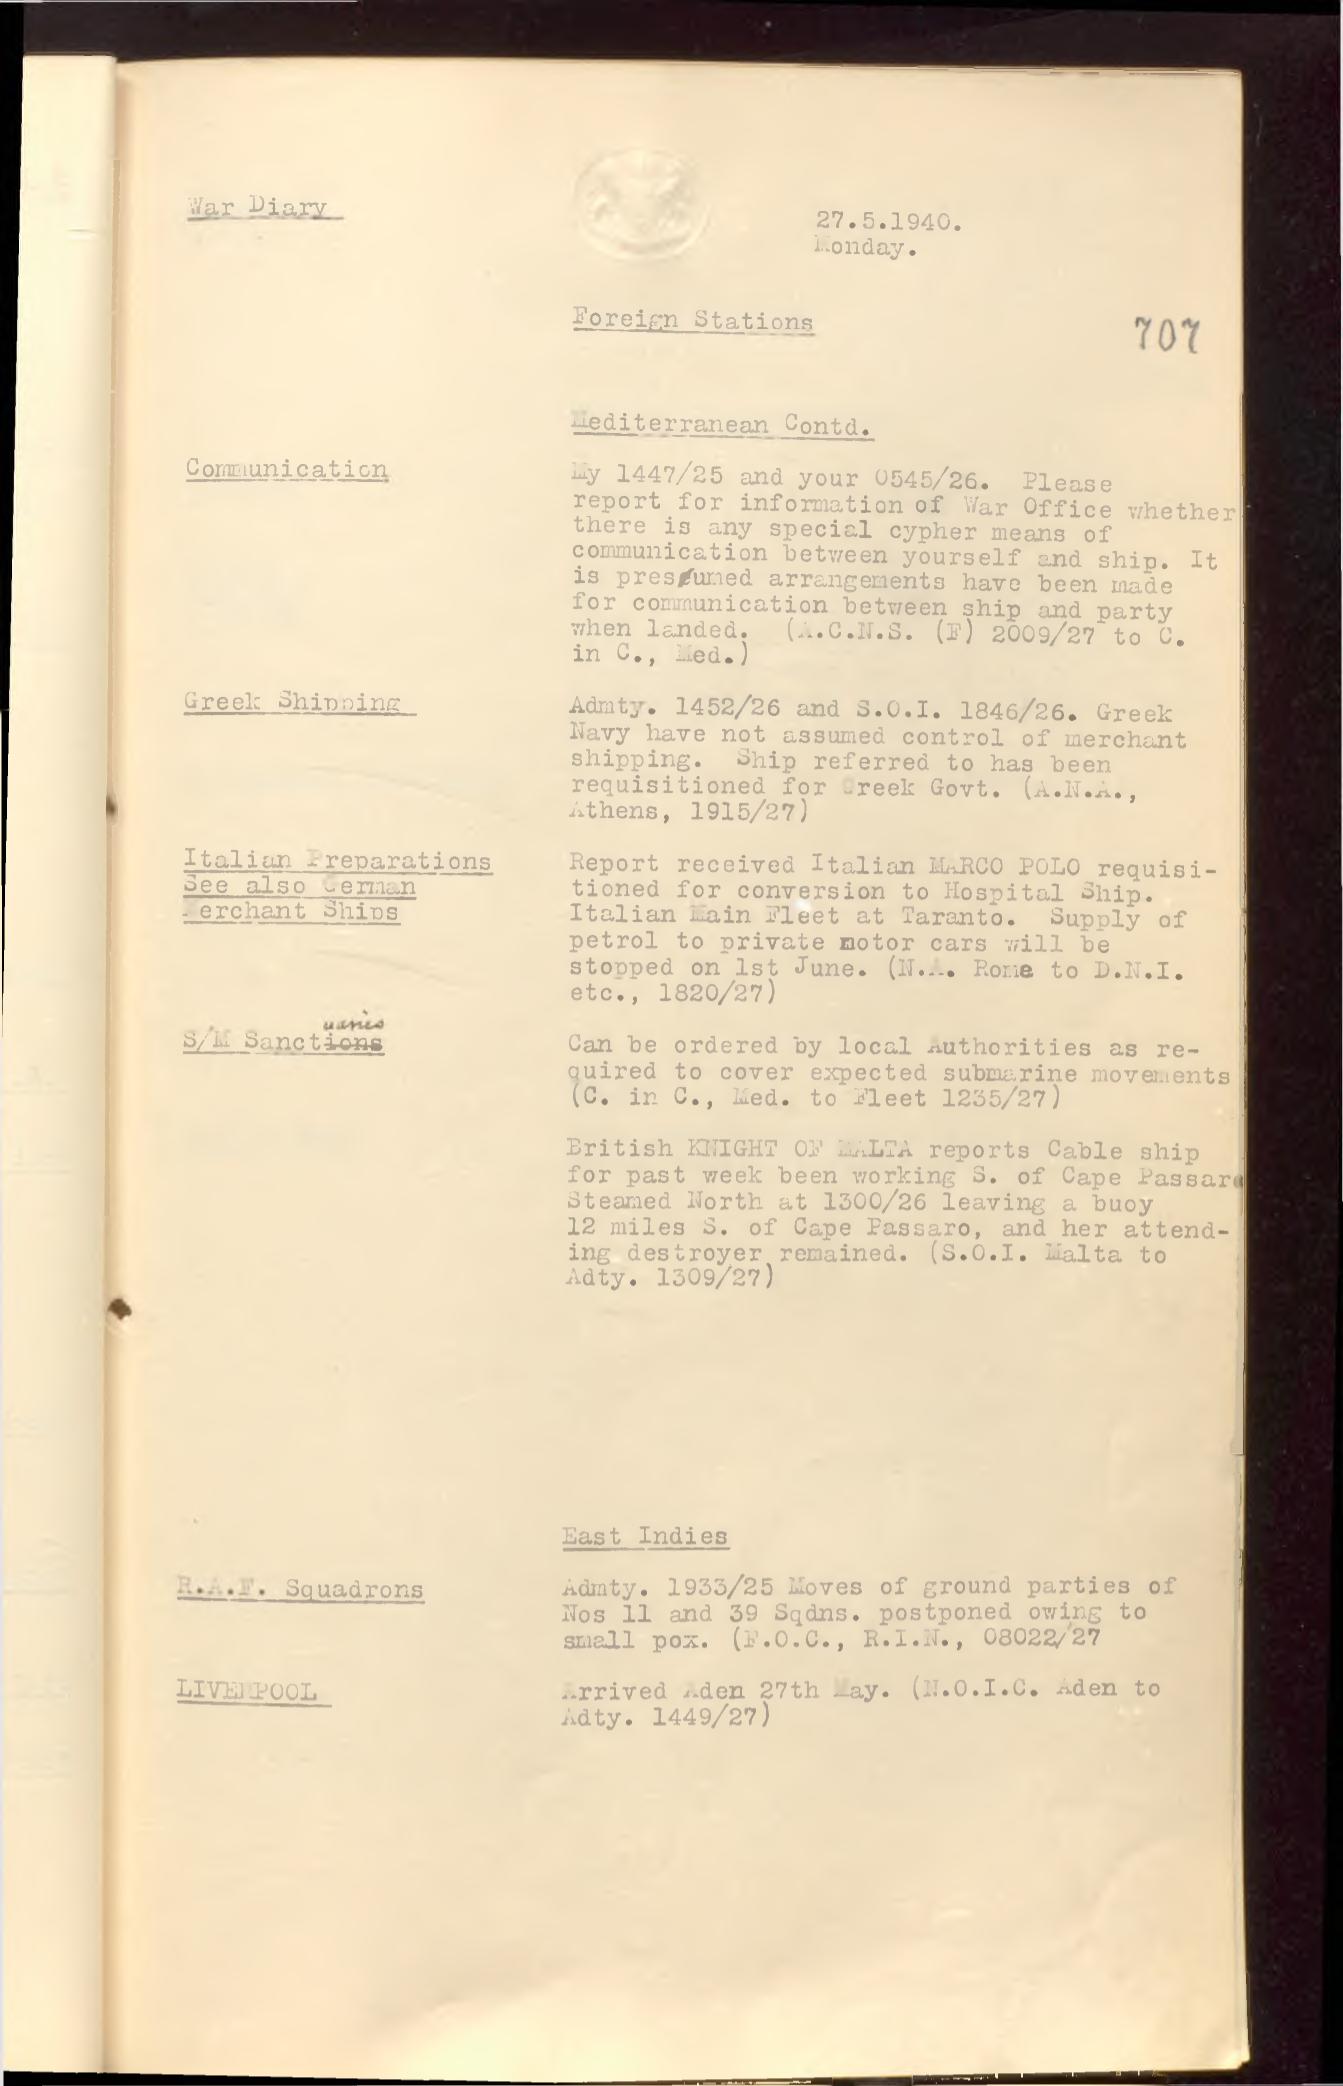 War Diary
27.5.1940.
Monday.
Foreign Stations
707
Mediterranean Contd.
Communication
My 1447/25 and your 0545/26. Please
report for information of War Office whether
there is any special cypher means of
communication between yourself and ship. It
is presumed arrangements have been made
for communication between ship and party
when landed. (A.C.N.S. (F) 2009/27 to C.
in C., Med.)
Greek Shipping
Admty. 1452/26 and S.O.I. 1846/26. Greek
Navy have not assumed control of merchant
shipping. Ship referred to has been
requisitioned for Greek Govt. (A.N.A.,
Athens, 1915/27)
Italian Preparations
See also German
Merchant Ships
Report received Italian MARCO POLO requisi-
tioned for conversion to Hospital Ship.
Italian Main Fleet at Taranto. Supply of
petrol to private motor cars will be
stopped on 1st June. (N.A. Rome to D.N.I.
etc., 1820/27)
uaries
S/M Sanctions
Can be ordered by local Authorities as re-
quired to cover expected submarine movements
(C. in C., Med. to Fleet 1235/27)
British KNIGHT OF MALTA reports Cable ship
for past week been working S. of Cape Passaro
Steamed North at 1300/26 leaving a buoy
12 miles S. of Cape Passaro, and her attend-
ing destroyer remained. (S.O.I. Malta to
Adty. 1309/27)
East Indies
R.A.F. Squadrons
Admty. 1933/25 Moves of ground parties of
Nos 11 and 39 Sqdns. postponed owing to
small pox. (F.O.C., R.I.N., 08022/27
LIVERPOOL
Arrived Aden 27th May. (N.O.I.C. Aden to
Adty. 1449/27)